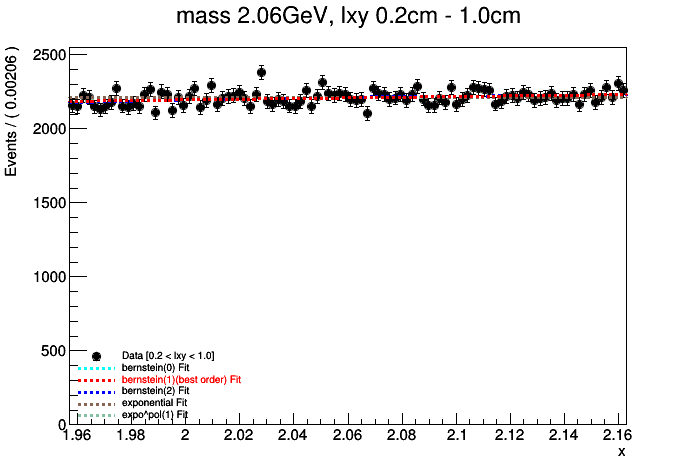 mass 2.06GeV, lxy 0.2cm - 1.0cm
Events / ( 0.00206 )
2500
2000
1500
1000
500
0
Data [0.2 < lxy < 1.0]
bernstein(0) Fit
bernstein(1)(best order) Fit
bernstein(2) Fit
exponential Fit
expo^pol(1) Fit
1.96 1.98 2 2.02 2.04 2.06 2.08 2.1 2.12 2.14 2.16
x